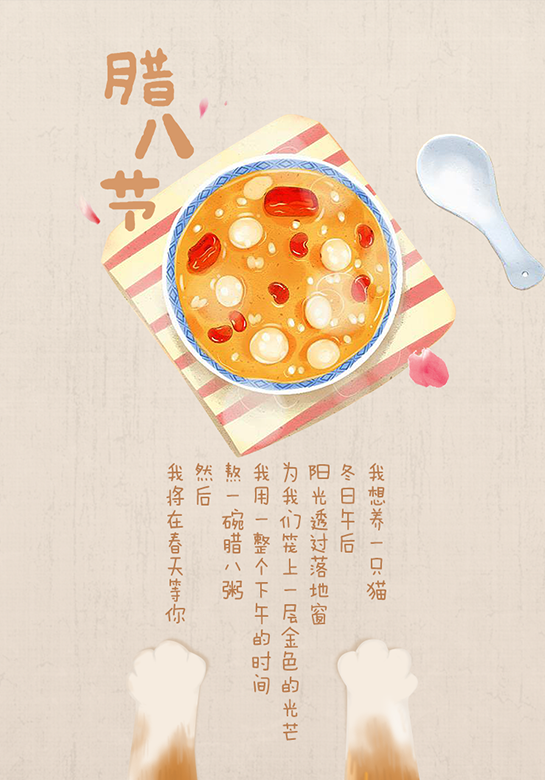 腊八节
我想养一只猫
冬日午后
阳光透过落地窗
为我们笼上一层金色的光芒
我用一整个下午的时间
熬一碗腊八粥
然后
我将在春天等你